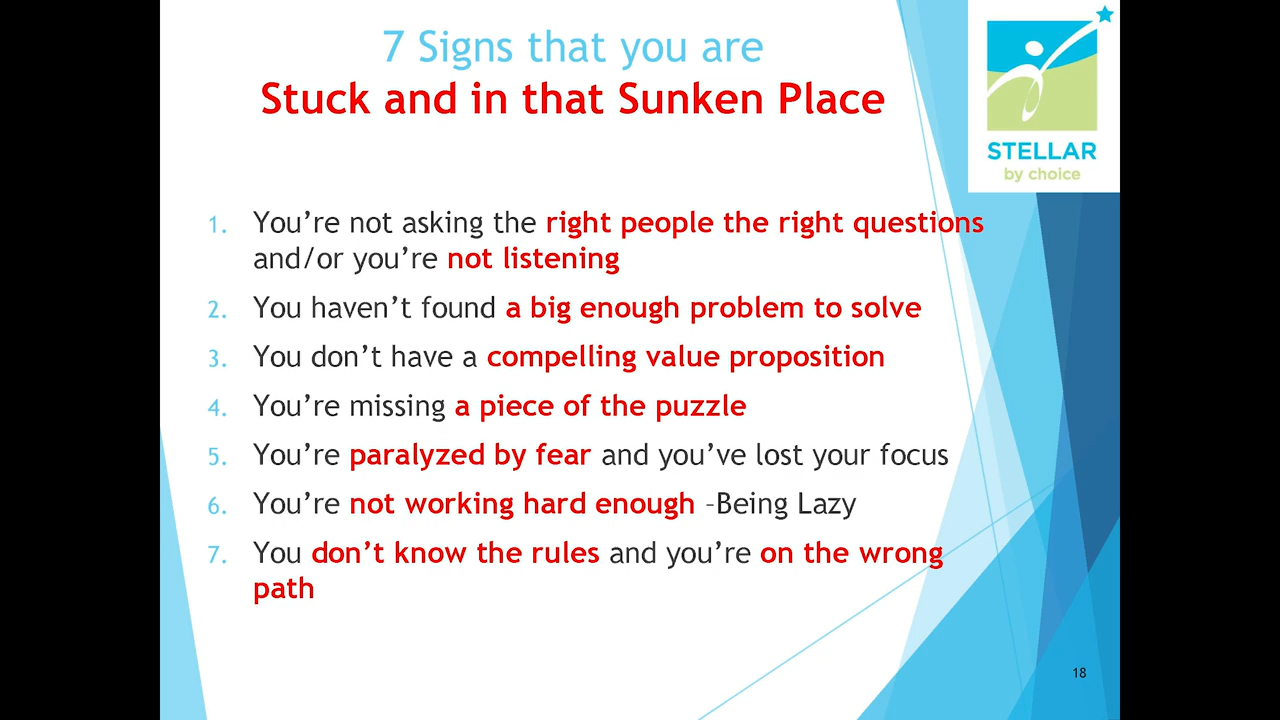 7 Signs that you are
Stuck and in that Sunken Place
STELLAR
by choice
1. You’re not asking the right people the right questions
and/or you’re not listening
2. You haven’t found a big enough problem to solve
3. You don’t have a compelling value proposition
4. You’re missing a piece of the puzzle
5. You’re paralyzed by fear and you’ve lost your focus
6. You’re not working hard enough –Being Lazy
7. You don’t know the rules and you’re on the wrong
path
18